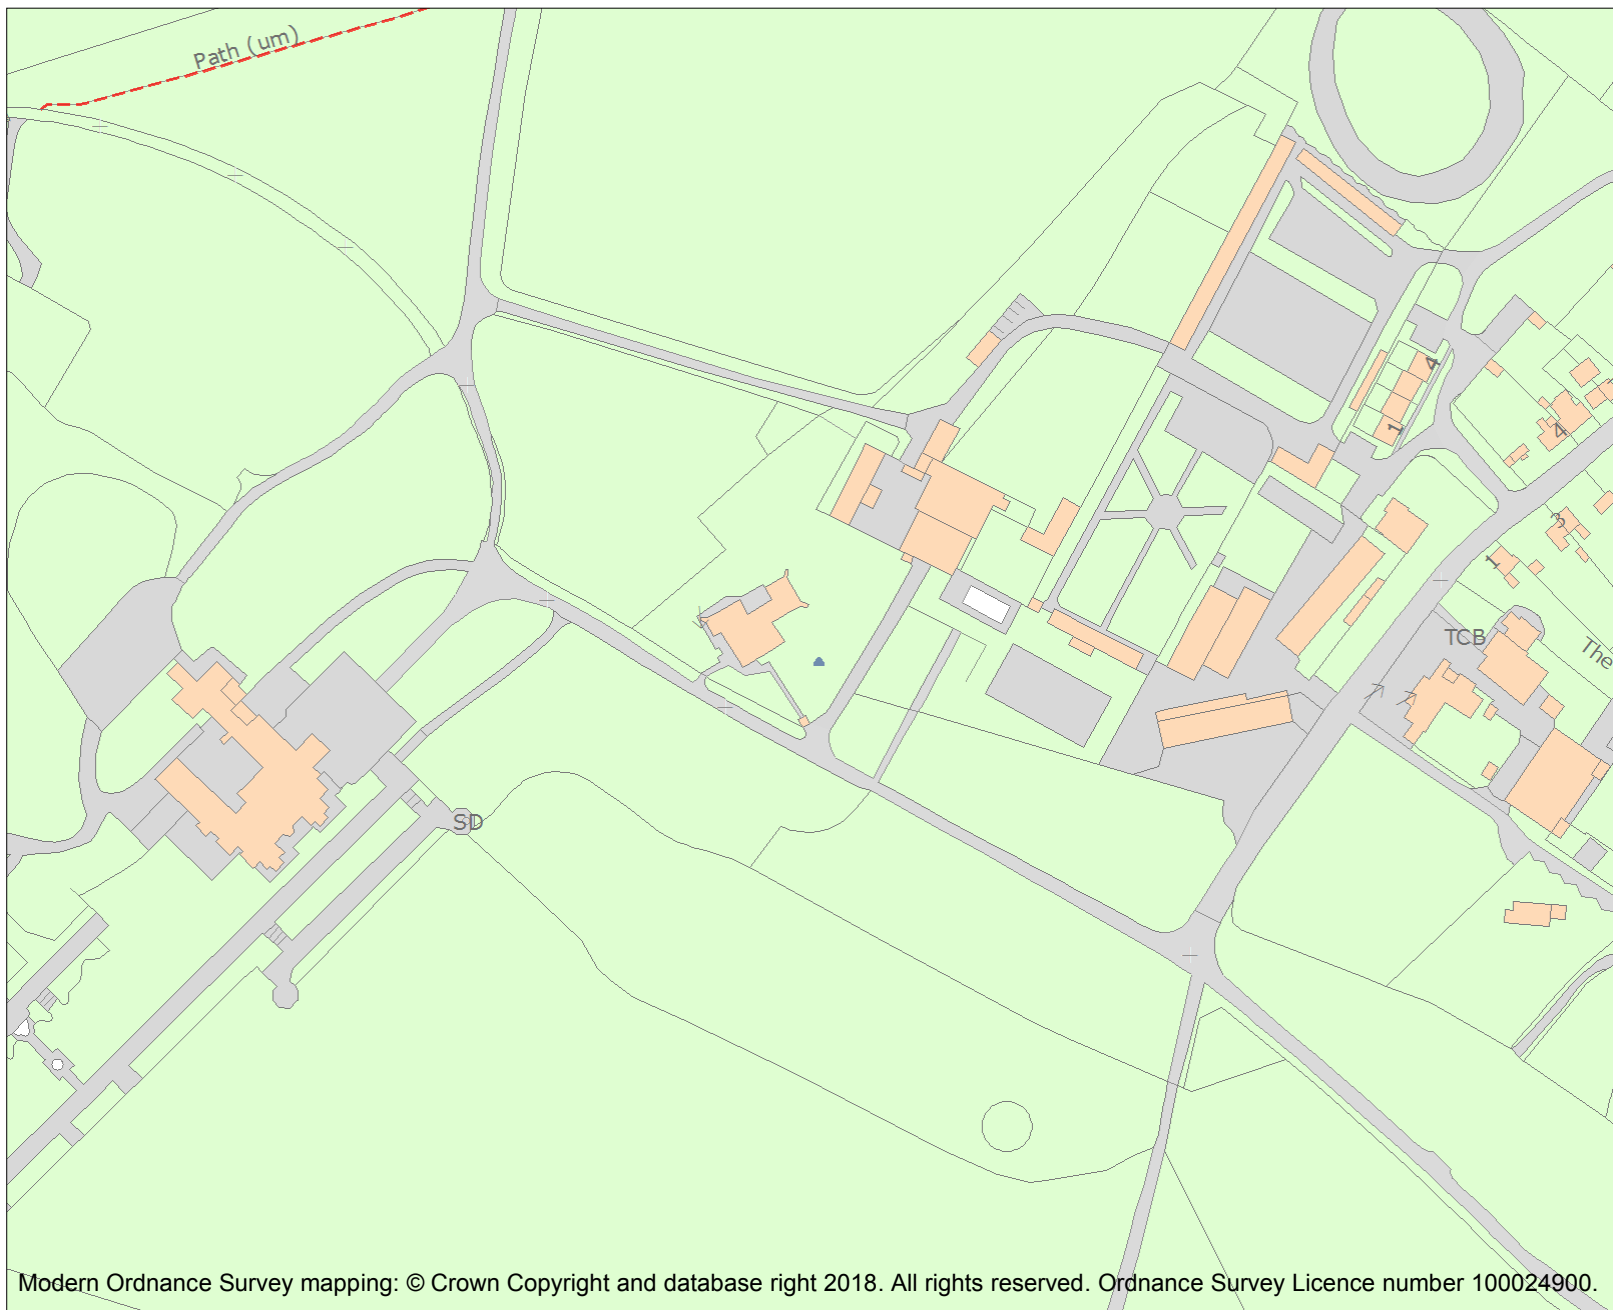 Path (um)
4
1
4
3
1
TCB
The
SD
Modern Ordnance Survey mapping: © Crown Copyright and database right 2018. All rights reserved. Ordnance Survey Licence number 100024900.